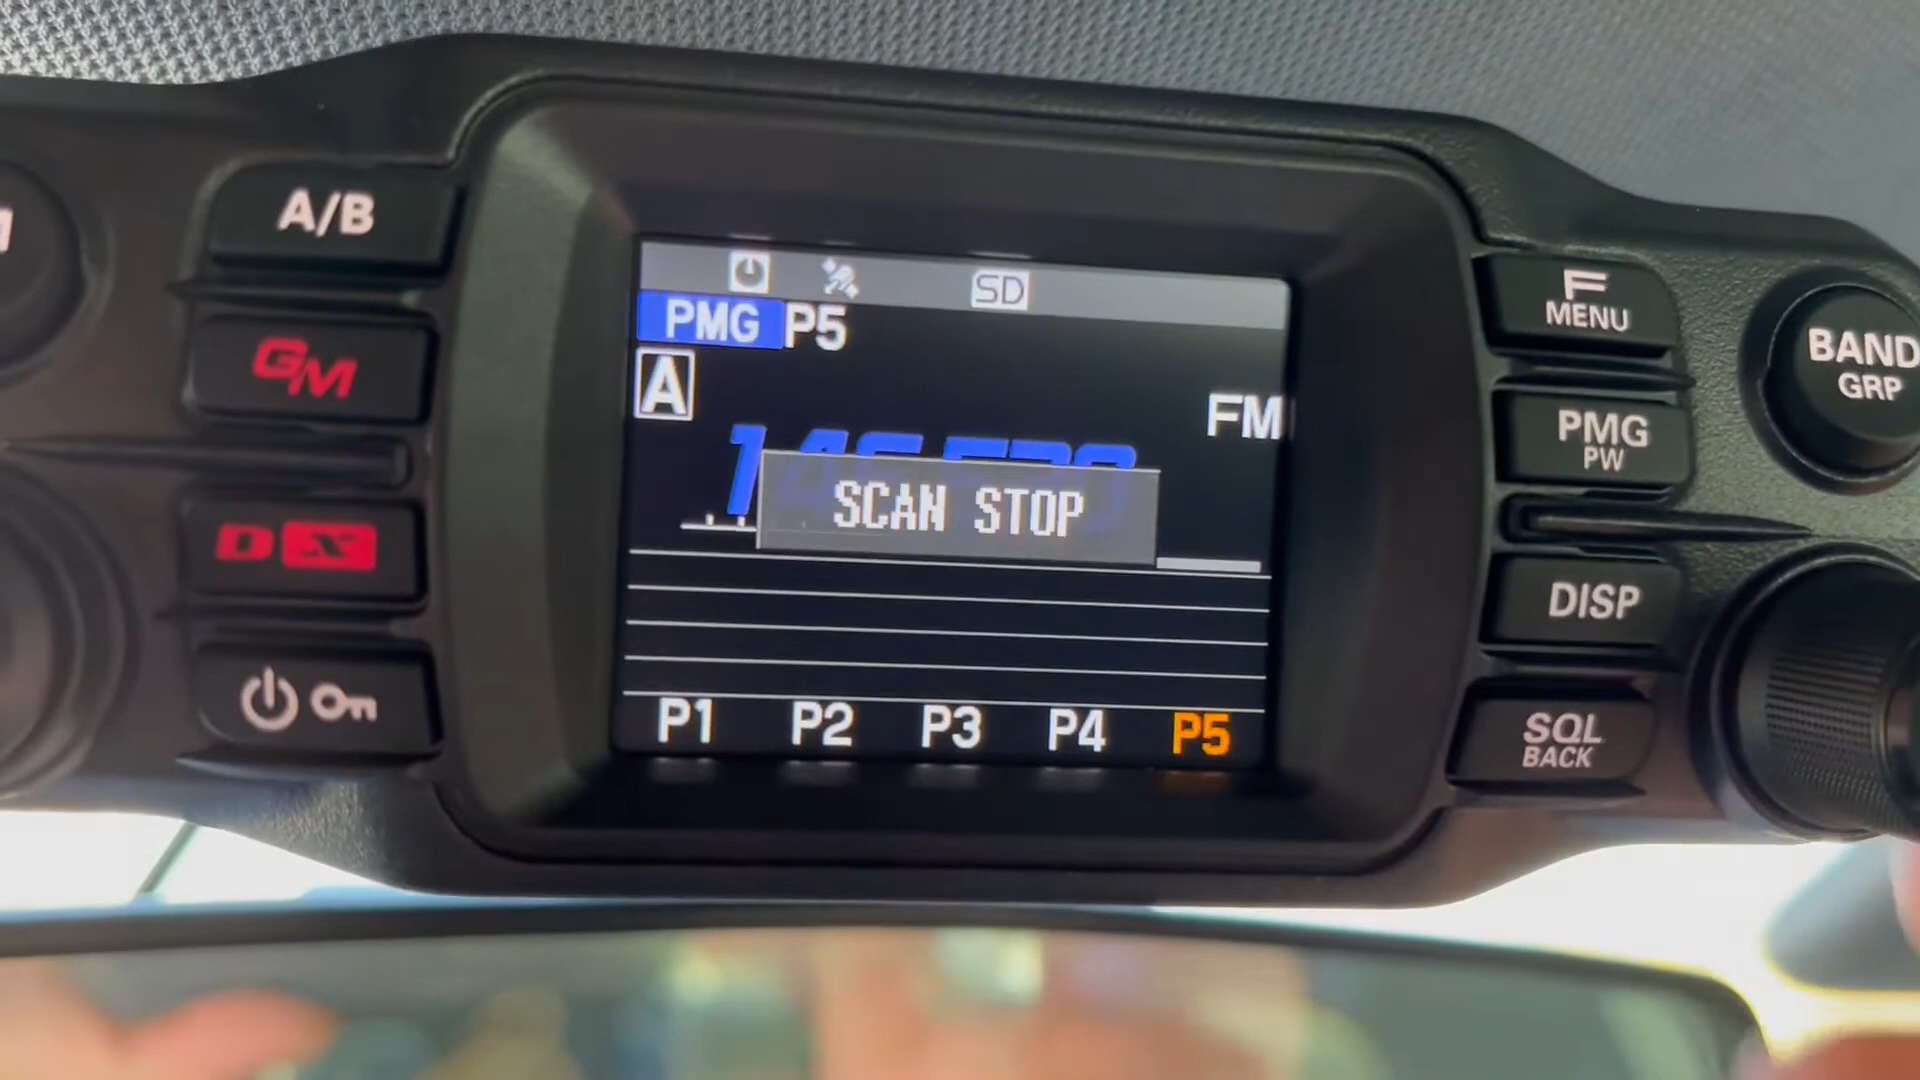 A/B
GM
DX
SD
PMG P5
A
FM
SCAN STOP
P1 P2 P3 P4 P5
F
MENU
PMG
PW
DISP
SQL
BACK
BAND
GRP